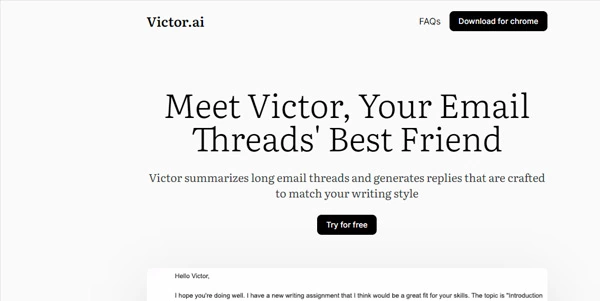 Victor.ai
FAQs
Download for chrome
Meet Victor, Your Email
Threads' Best Friend
Victor summarizes long email threads and generates replies that are crafted
to match your writing style
Try for free
Hello Victor,
I hope you're doing well. I have a new writing assignment that I think would be a great fit for your skills. The topic is "Introduction